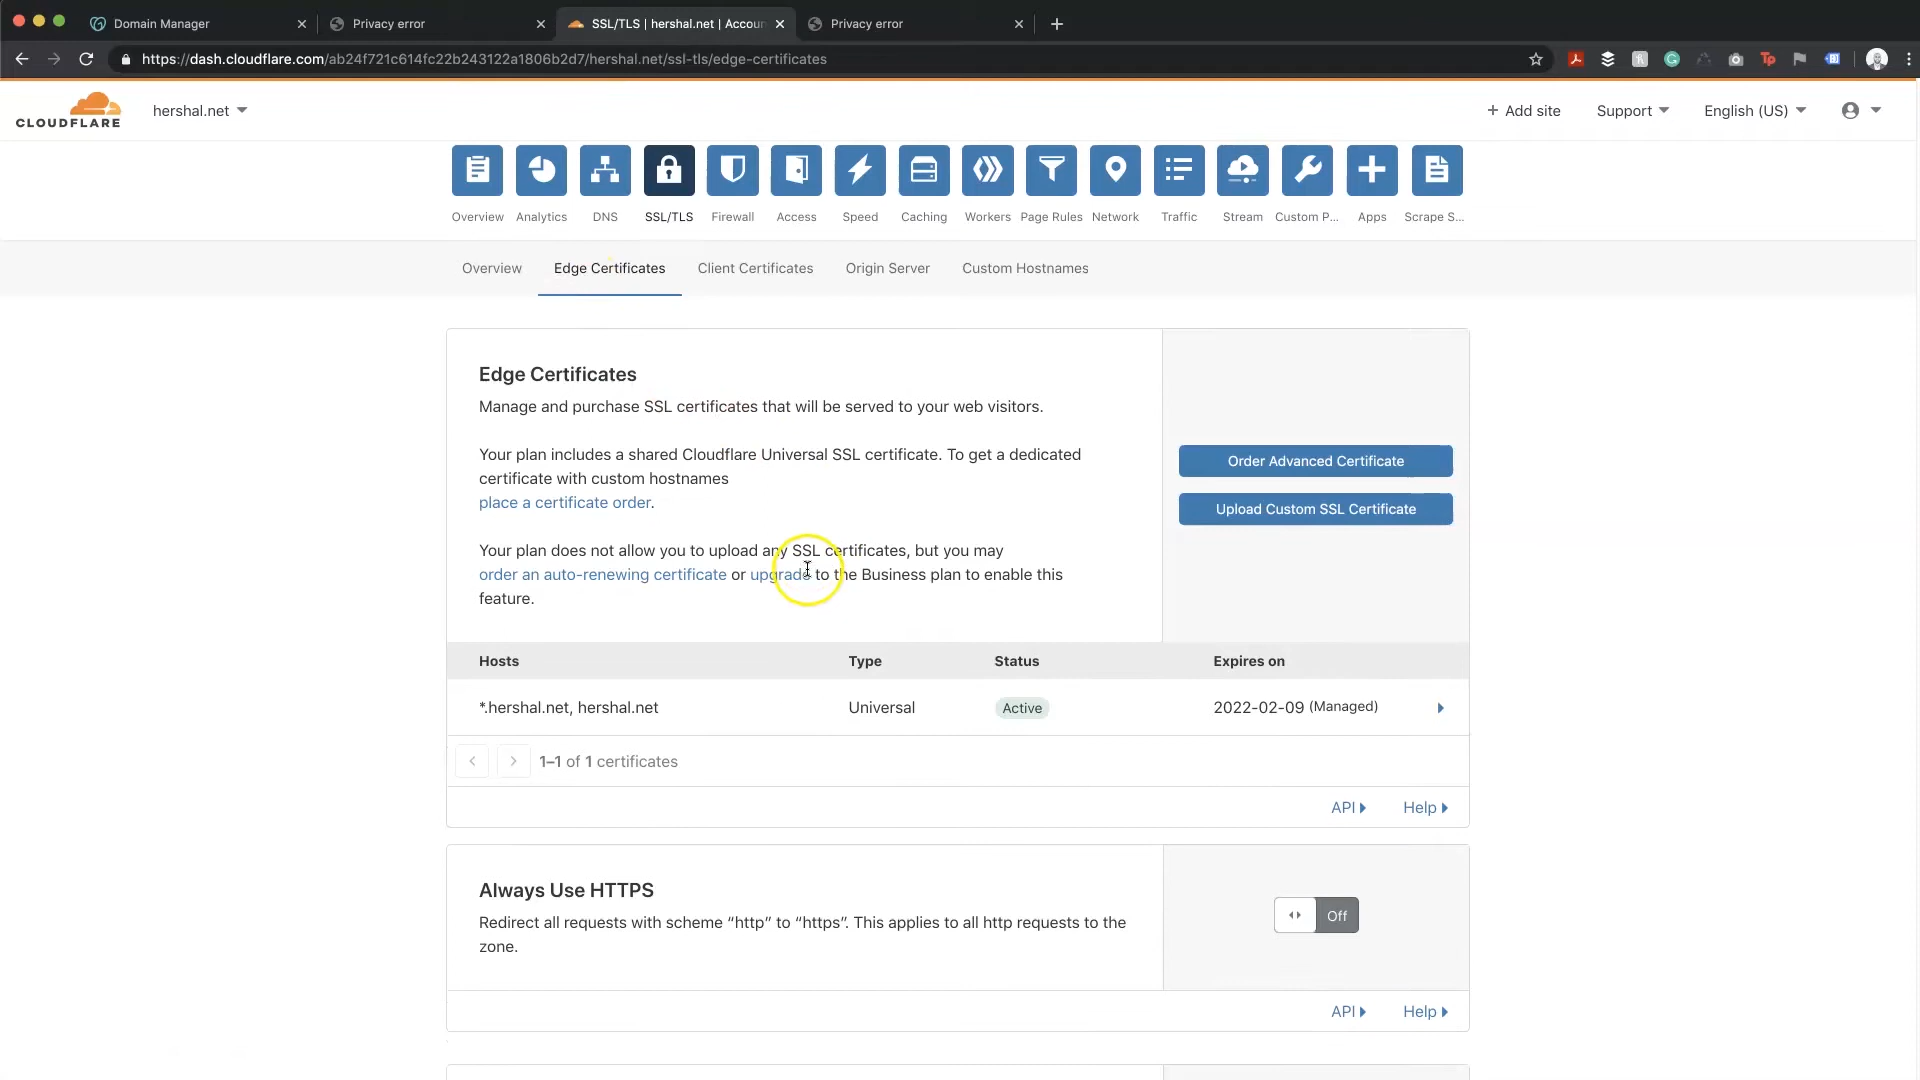 Domain Manager
Privacy error
SSL/TLS | hershal.net | Accoun
Privacy error
https://dash.cloudflare.com/ab24f721c614fc22b243122a1806b2d7/hershal.net/ssl-tls/edge-certificates
CLOUDFLARE
hershal.net
+ Add site
Support
English (US)
Overview
Analytics
DNS
SSL/TLS
Firewall
Access
Speed
Caching
Workers
Page Rules
Network
Traffic
Stream
Custom P...
Apps
Scrape S...
Overview
Edge Certificates
Client Certificates
Origin Server
Custom Hostnames
Edge Certificates
Manage and purchase SSL certificates that will be served to your web visitors.
Your plan includes a shared Cloudflare Universal SSL certificate. To get a dedicated
certificate with custom hostnames
place a certificate order.
Your plan does not allow you to upload any SSL certificates, but you may
order an auto-renewing certificate or upgrade to the Business plan to enable this
feature.
Order Advanced Certificate
Upload Custom SSL Certificate
Hosts Type Status Expires on
*.hershal.net, hershal.net Universal Active 2022-02-09 (Managed)
1–1 of 1 certificates
API Help
Always Use HTTPS
Redirect all requests with scheme “http” to “https”. This applies to all http requests to the
zone.
Off
API Help